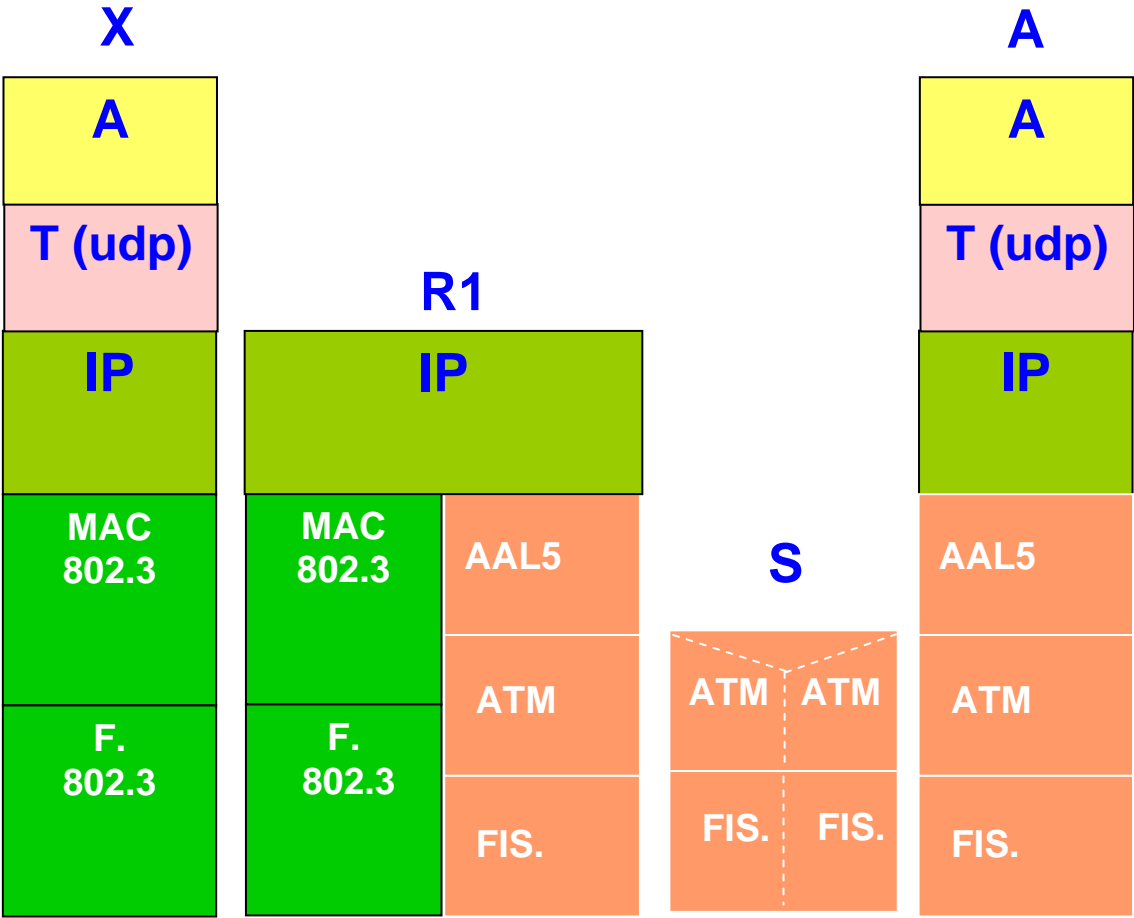 X
A
T (udp)
IP
MAC
802.3
F.
802.3
R1
IP
MAC
802.3
F.
802.3
AAL5
ATM
FIS.
S
ATM ATM
FIS. FIS.
A
A
T (udp)
IP
AAL5
ATM
FIS.